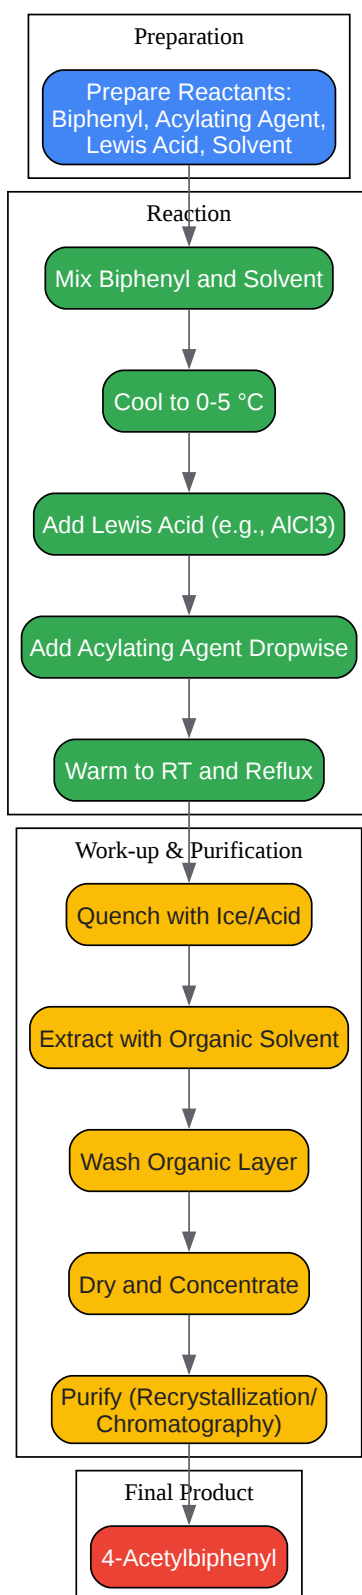 Preparation
Prepare Reactants:
Biphenyl, Acylating Agent,
Lewis Acid, Solvent
Reaction
Mix Biphenyl and Solvent
Cool to 0-5 °C
Add Lewis Acid (e.g., AlCl3)
Add Acylating Agent Dropwise
Warm to RT and Reflux
Work-up & Purification
Quench with Ice/Acid
Extract with Organic Solvent
Wash Organic Layer
Dry and Concentrate
Purify (Recrystallization/
Chromatography)
Final Product
4-Acetylbiphenyl